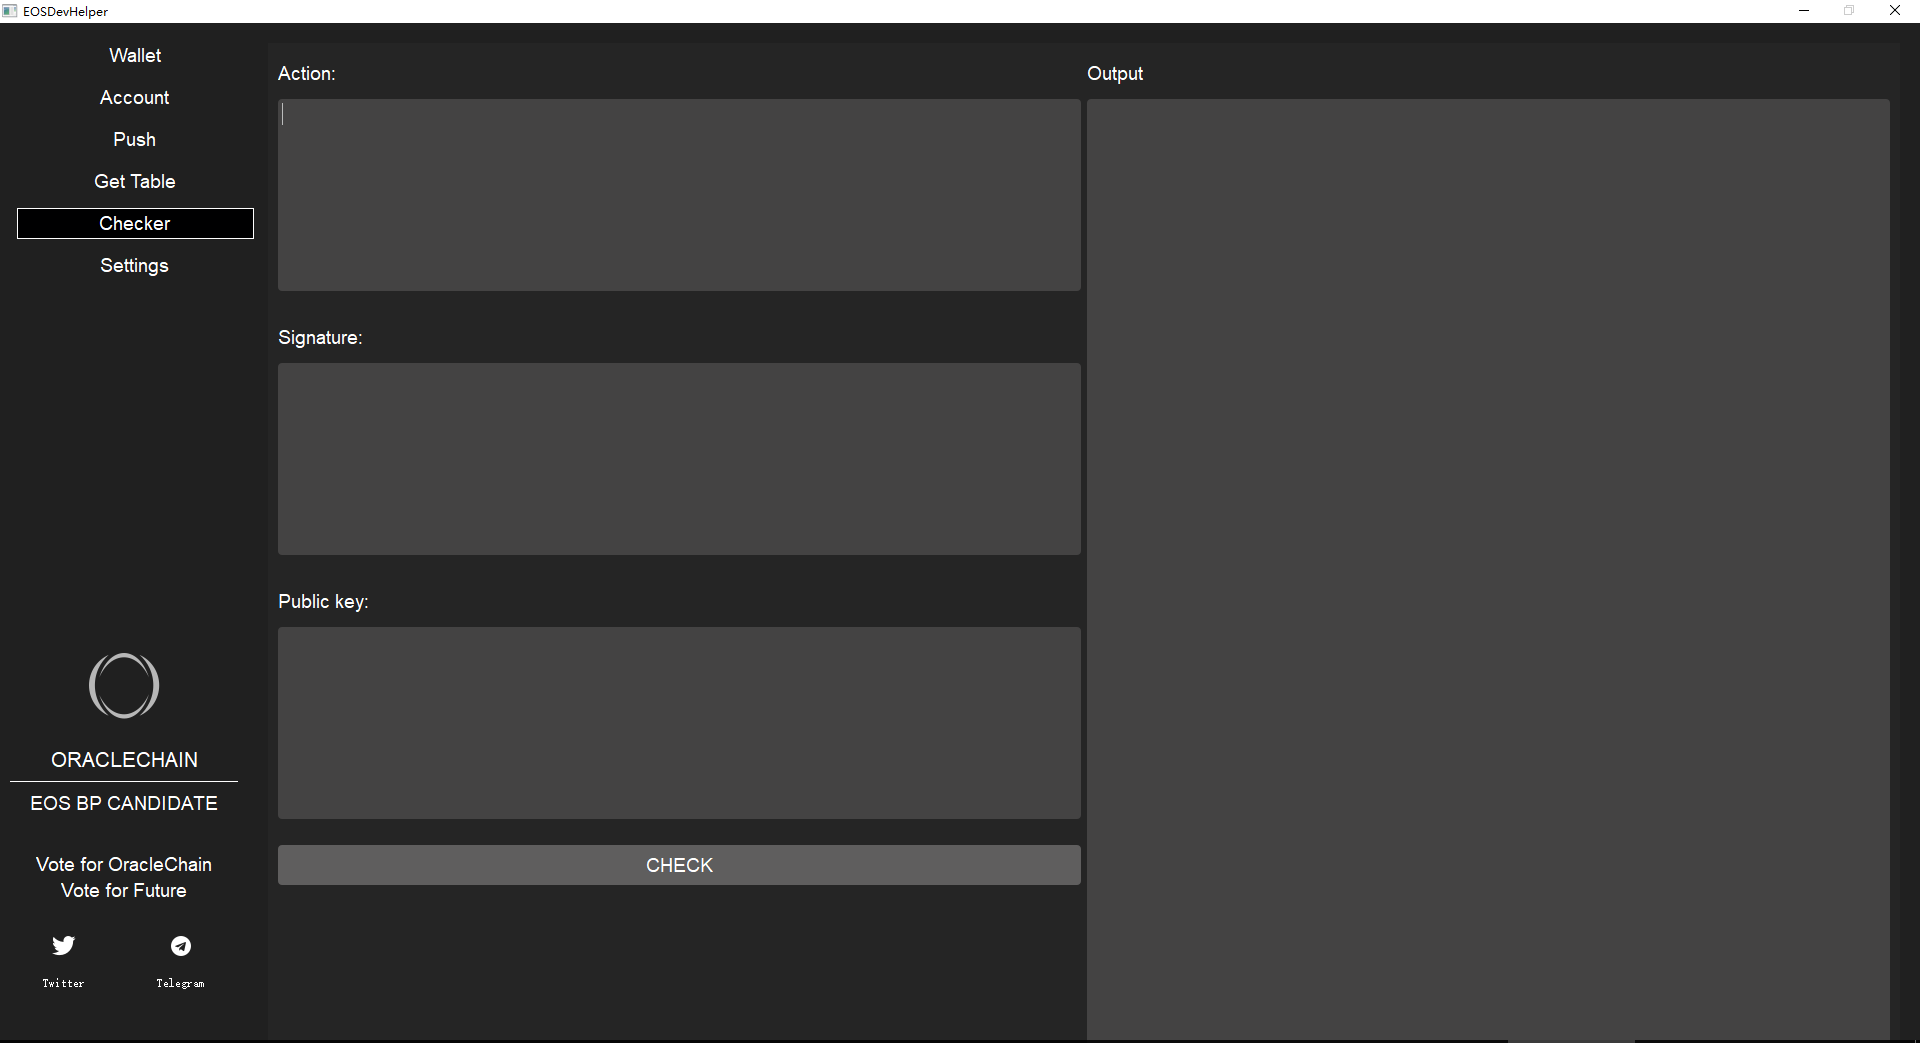 EOSDevHelper
Wallet
Account
Push
Get Table
Checker
Settings
ORACLECHAIN
EOS BP CANDIDATE
Vote for OracleChain
Vote for Future
Twitter
Telegram
Action:
Signature:
Public key:
CHECK
Output